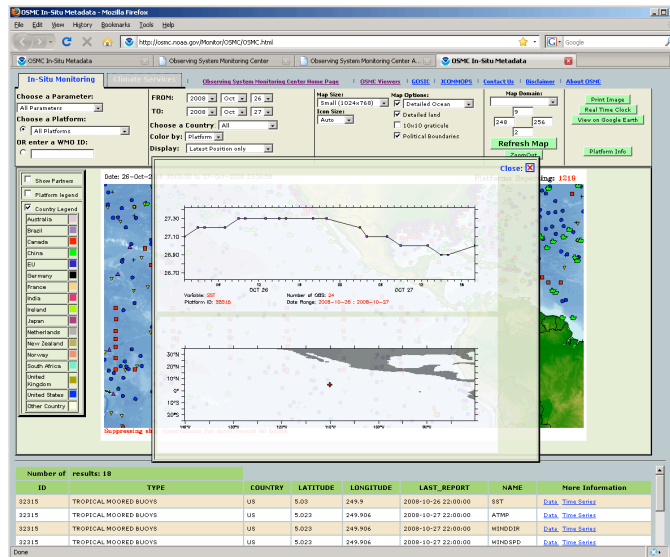 OSMC In-Situ Metadata - Mozilla Firefox
File Edit View History Bookmarks Tools Help
http://osmc.noaa.gov/Monitor/OSMC/OSMC.html
Google
OSMC In-Situ Metadata
Observing System Monitoring Center
Observing System Monitoring Center A...
OSMC In-Situ Metadata
In-Situ Monitoring
Climate Services
Observing System Monitoring Center Home Page | OSMC Viewers | GOSIC | JCOMMOPS | Contact Us | Disclaimer | About OSMC
Choose a Parameter:
All Parameters
Choose a Platform:
All Platforms
OR enter a WMO ID:
FROM: 2008 Oct 26
TO: 2008 Oct 27
Choose a Country All
Color by: Platform
Display: Latest Position only
Map Size:
Small (1024x768)
Icon Size:
Auto
Map Options:
Detailed Ocean
Detailed land
10x10 graticule
Political Boundaries
Map Domain:
9
248 256
2
Refresh Map
ZoomOut
Print Image
Real Time Clock
View on Google Earth
Platform Info
Show Partners
Platform legend
Country Legend
Australia
Brazil
Canada
China
EU
Germany
France
India
Ireland
Japan
Netherlands
New Zealand
Norway
South Africa
United Kingdom
United States
Other Country
Date: 26-Oct-2
ing: 1218
Close:
27.30
27.10
26.90
26.70
OCT 26
OCT 27
Variable: SST
Number of OBS: 24
Platform ID: 32315
Date Range: 2008-10-26 : 2008-10-27
30°N
20°N
10°N
0°
10°S
20°S
Suppressing
Number of results: 18
ID TYPE COUNTRY LATITUDE LONGITUDE LAST_REPORT NAME More Information
32315 TROPICAL MOORED BUOYS US 5.03 249.9 2008-10-26 22:00:00 SST Data Time Series
32315 TROPICAL MOORED BUOYS US 5.023 249.906 2008-10-27 22:00:00 ATMP Data Time Series
32315 TROPICAL MOORED BUOYS US 5.023 249.906 2008-10-27 22:00:00 WINDDIR Data Time Series
32315 TROPICAL MOORED BUOYS US 5.023 249.906 2008-10-27 22:00:00 WINDSPD Data Time Series
Done